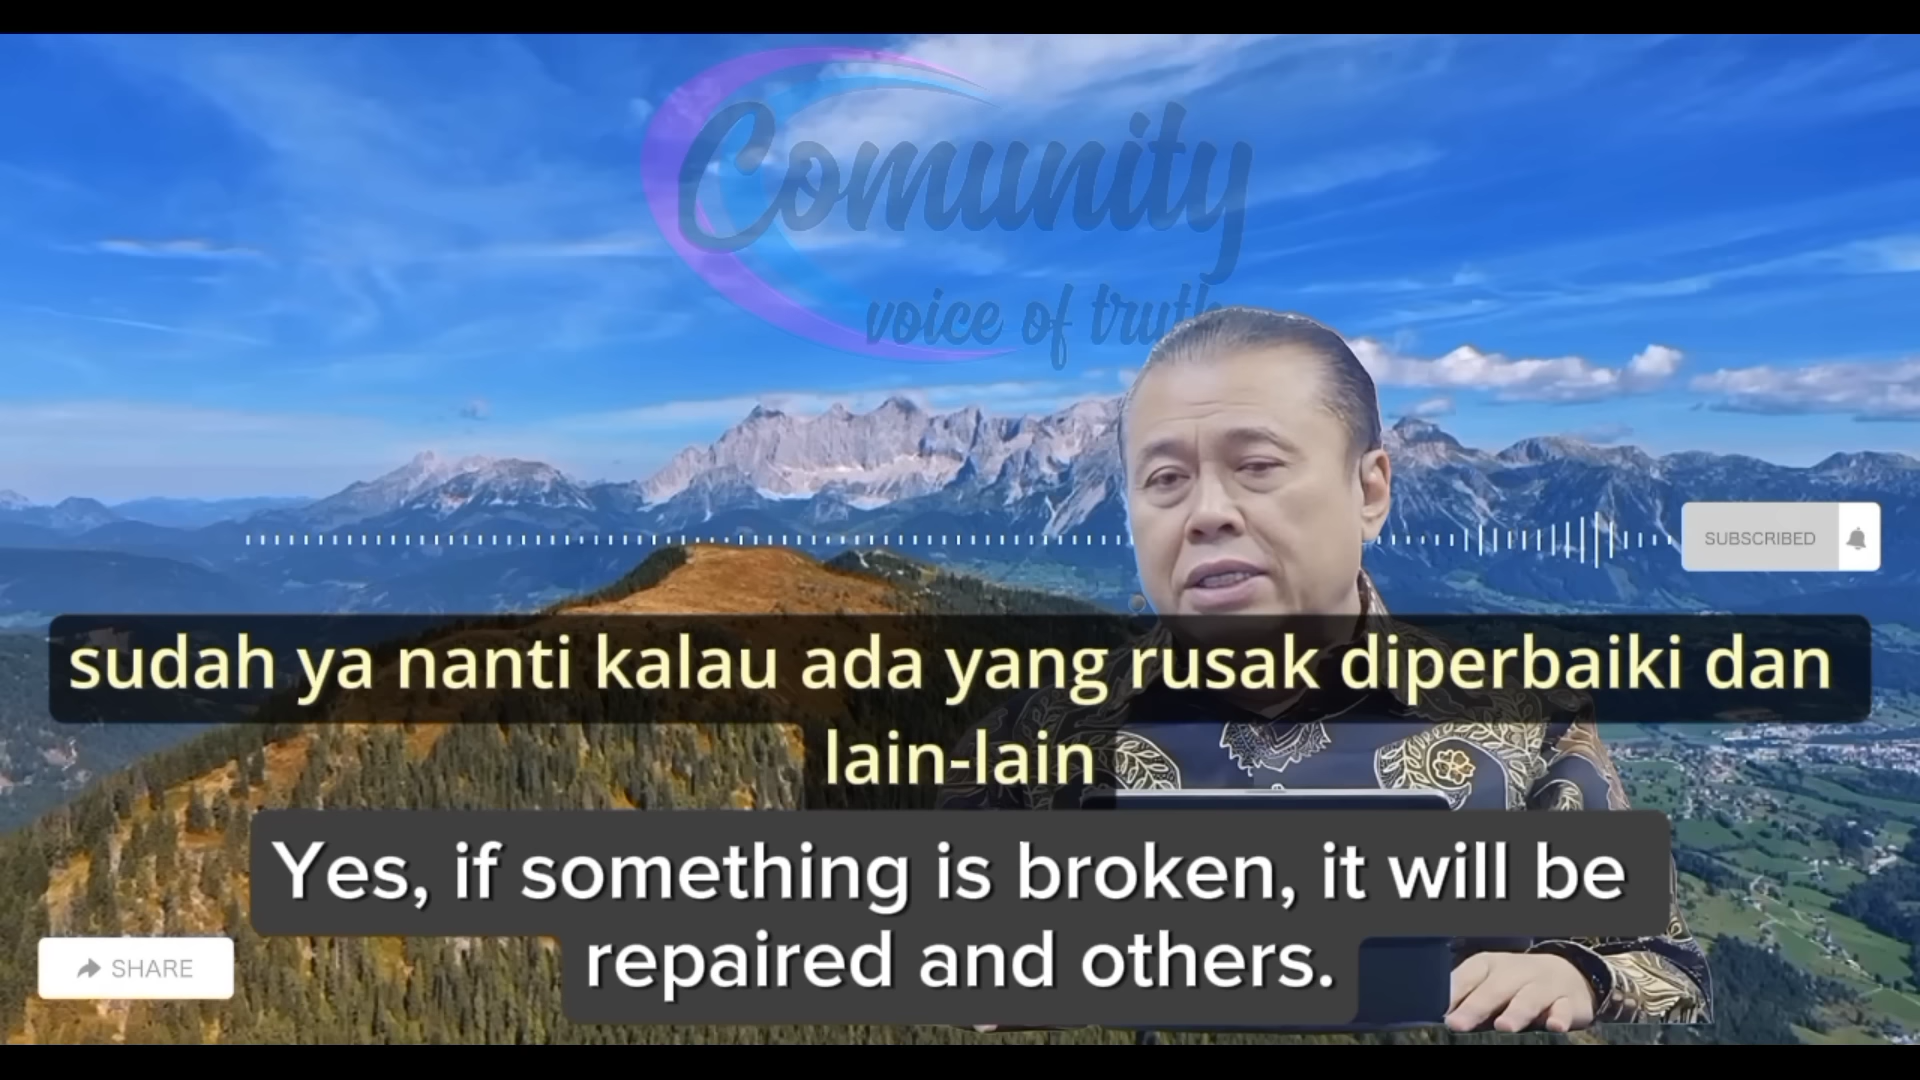 Comunity
voice of truth
SUBSCRIBED
sudah ya nanti kalau ada yang rusak diperbaiki dan
lain-lain
Yes, if something is broken, it will be
repaired and others.
SHARE